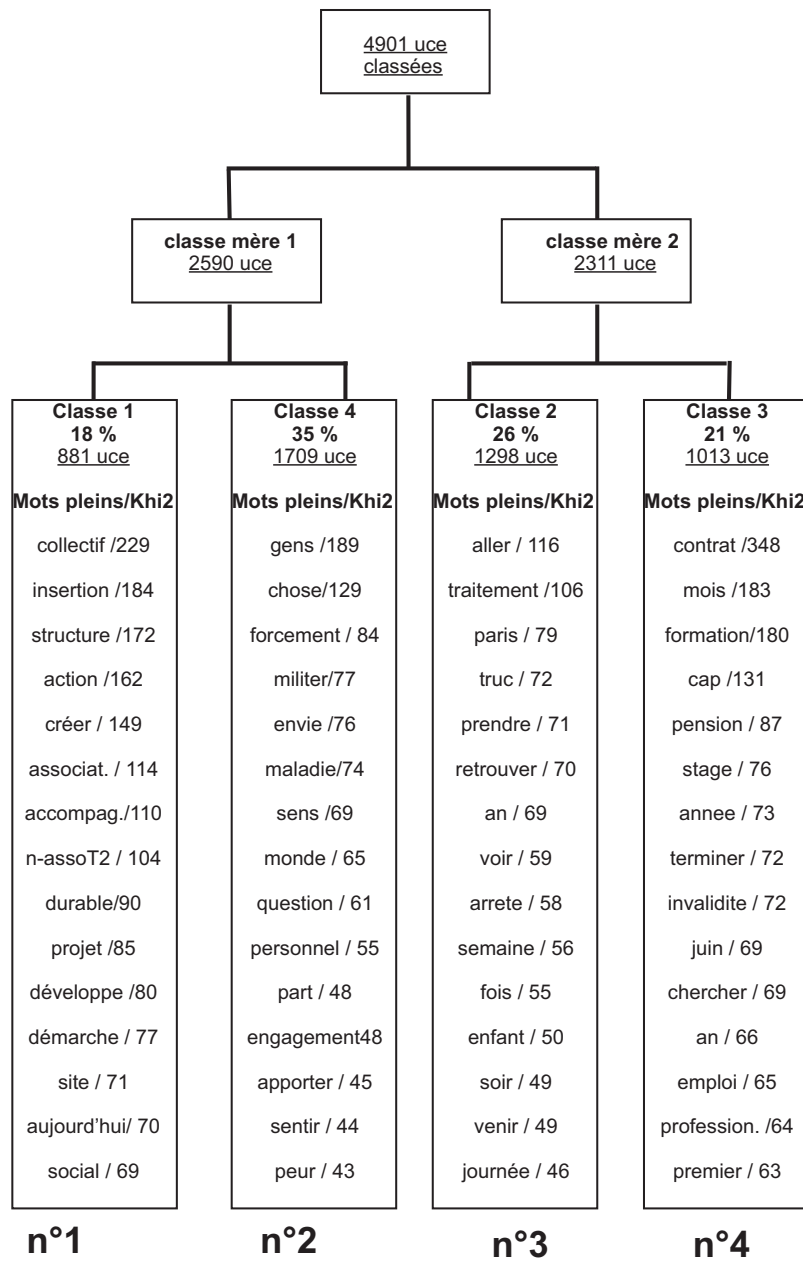 4901 uce
classées
classe mère 1
2590 uce
classe mère 2
2311 uce
Classe 1
18 %
881 uce
Mots pleins/Khi2
collectif /229
insertion /184
structure /172
action /162
créer / 149
associat. / 114
accompag./110
n-assoT2 / 104
durable/90
projet /85
développe /80
démarche / 77
site / 71
aujourd'hui/ 70
social / 69
n°1
Classe 4
35 %
1709 uce
Mots pleins/Khi2
gens /189
chose/129
forcement / 84
militer/77
envie /76
maladie/74
sens /69
monde / 65
question / 61
personnel / 55
part / 48
engagement48
apporter / 45
sentir / 44
peur / 43
n°2
Classe 2
26 %
1298 uce
Mots pleins/Khi2
aller / 116
traitement /106
paris / 79
truc / 72
prendre / 71
retrouver / 70
an / 69
voir / 59
arrete / 58
semaine / 56
fois / 55
enfant / 50
soir / 49
venir / 49
journée / 46
n°3
Classe 3
21 %
1013 uce
Mots pleins/Khi2
contrat /348
mois /183
formation/180
cap /131
pension / 87
stage / 76
annee / 73
terminer / 72
invalidite / 72
juin / 69
chercher / 69
an / 66
emploi / 65
profession. /64
premier / 63
n°4